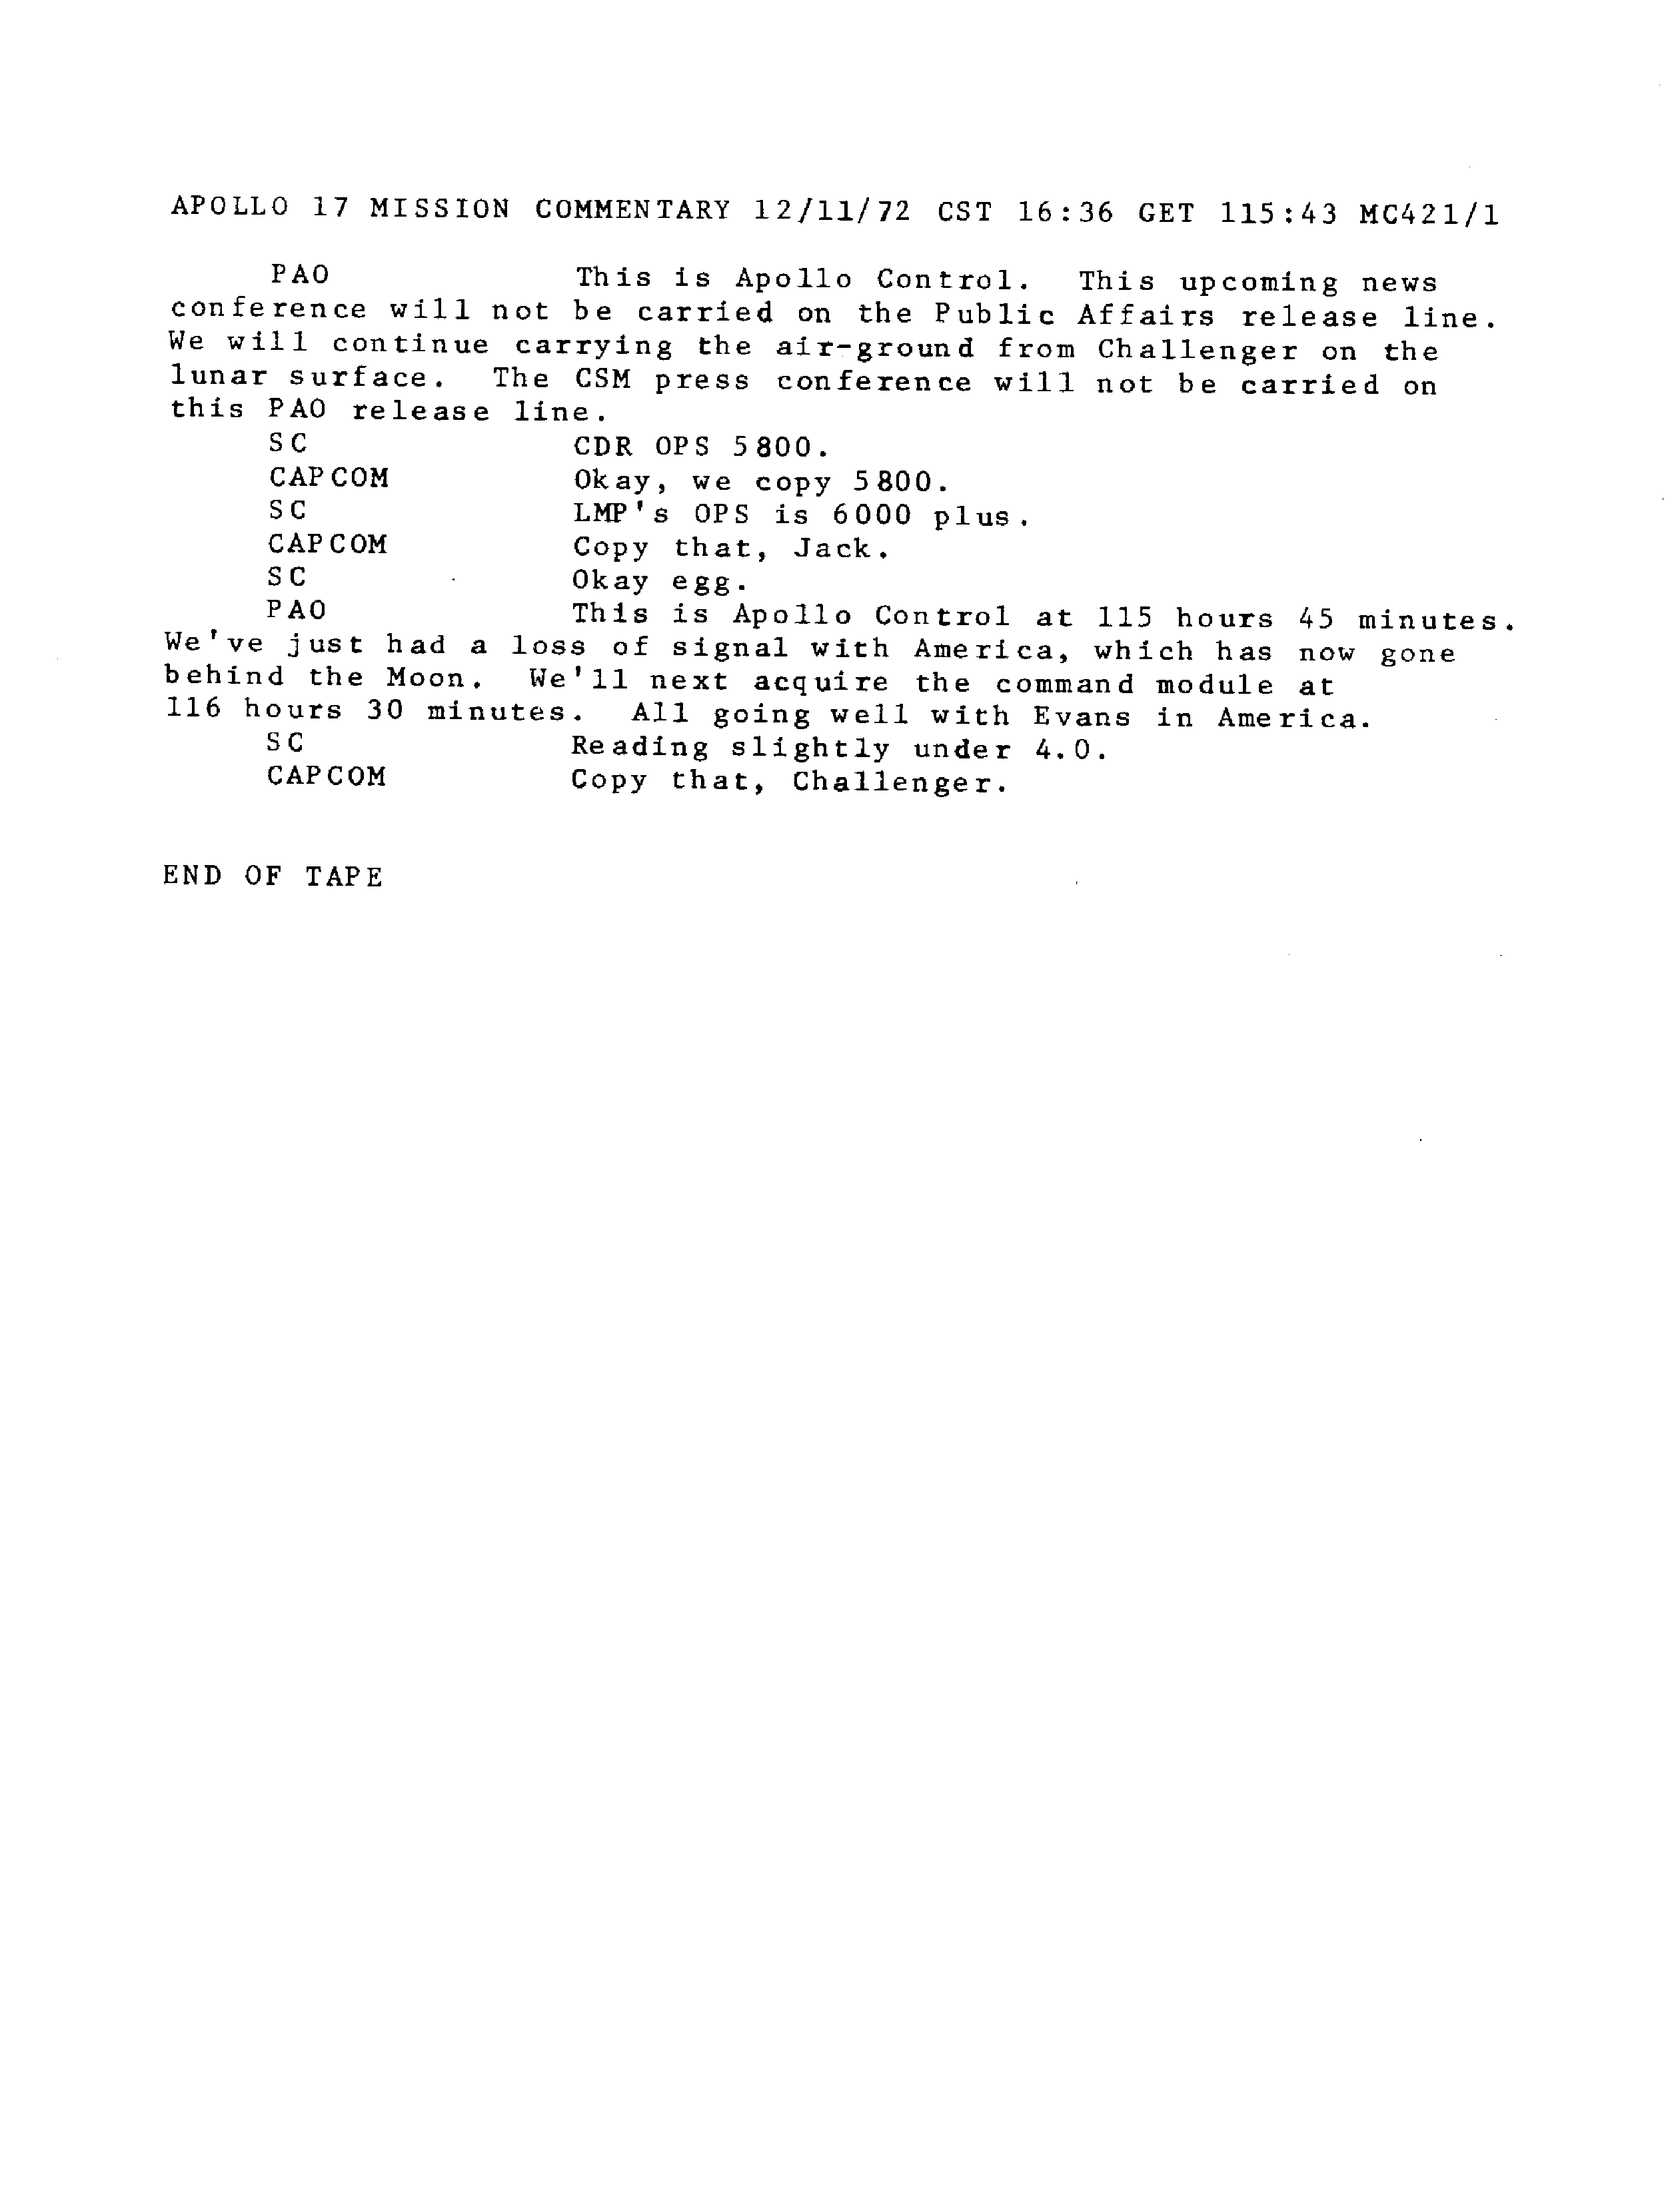 APOLLO 17 MISSION COMMENTARY 12/11/72 CST 16:36 GET 115:43 MC421/1
PAO This is Apollo Control. This upcoming news
conference will not be carried on the Public Affairs release line.
We will continue carrying the air-ground from Challenger on the
lunar surface. The CSM press conference will not be carried on
this PAO release line.
SC CDR OPS 5800.
CAPCOM Okay, we copy 5800.
SC LMP's OPS is 6000 plus.
CAPCOM Copy that, Jack.
SC Okay egg.
PAO This is Apollo Control at 115 hours 45 minutes.
We've just had a loss of signal with America, which has now gone
behind the Moon. We'll next acquire the command module at
116 hours 30 minutes. All going well with Evans in America.
SC Reading slightly under 4.0.
CAPCOM Copy that, Challenger.
END OF TAPE